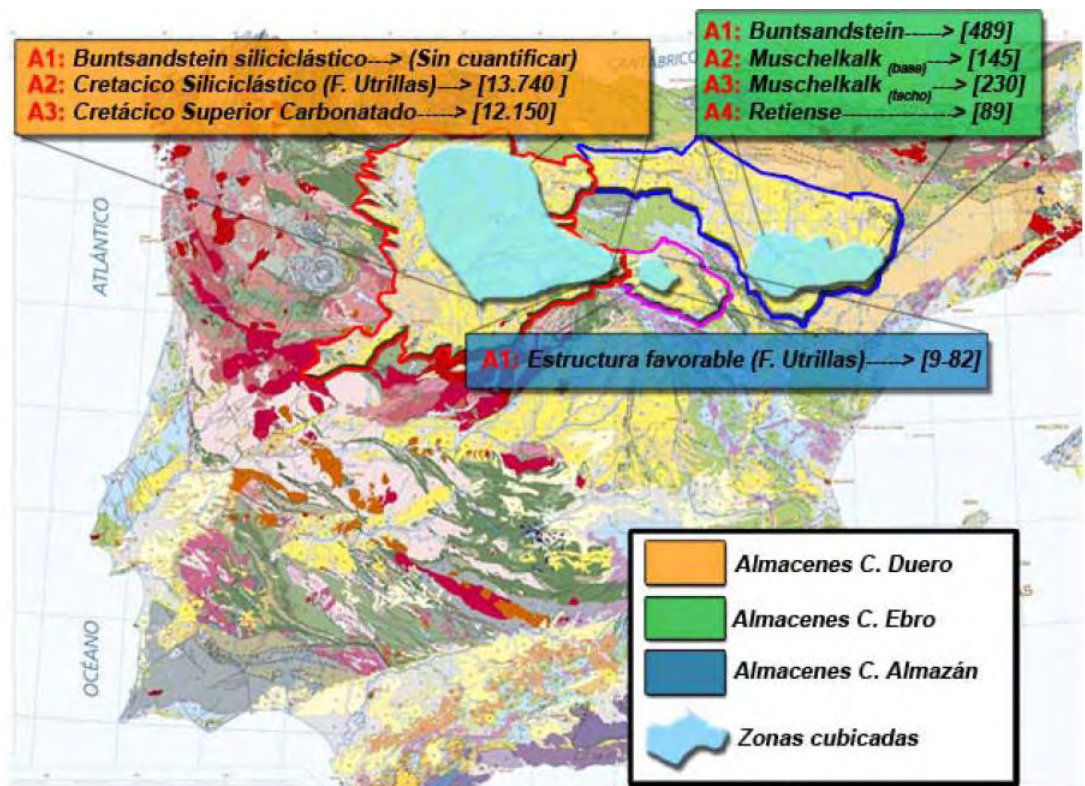 A1: Buntsandstein siliciclástico---> (Sin cuantificar)
A2: Cretacico Siliciclástico (F. Utrillas)---> [13.740 ]
A3: Cretácico Superior Carbonatado-----> [12.150]
CANTÁBRICO
A1: Buntsandstein------> [489]
A2: Muschelkalk (base)-----> [145]
A3: Muschelkalk (techo)----> [230]
A4: Retiense--------------> [89]
ATLÁNTICO
A1: Estructura favorable (F. Utrillas)----> [9-82]
OCÉANO
Almacenes C. Duero
Almacenes C. Ebro
Almacenes C. Almazán
Zonas cubicadas